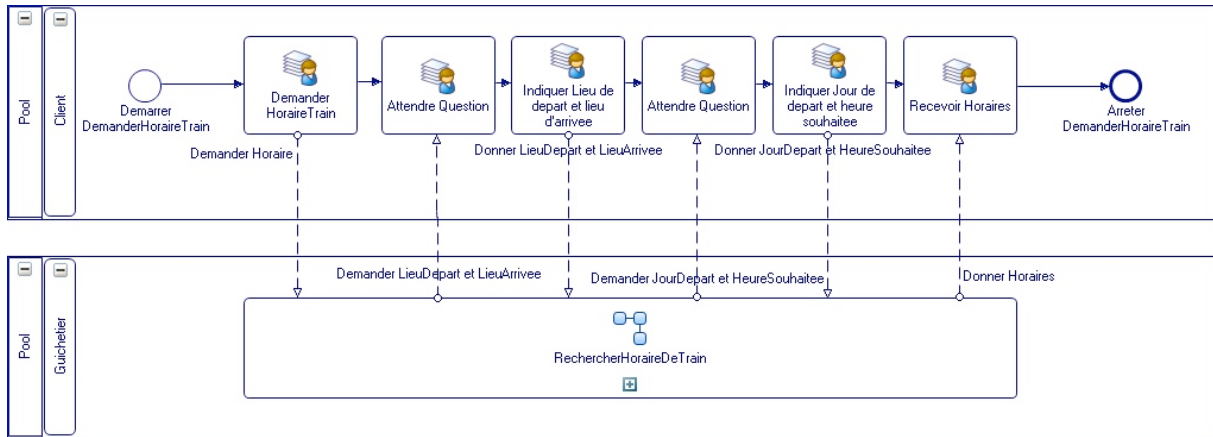 Pool
Client
Demarrer
DemanderHoraireTrain
Demander
HoraireTrain
Attendre Question
Indiquer Lieu de
depart et lieu
d'arrivee
Attendre Question
Indiquer Jour de
depart et heure
souhaitee
Recevoir Horaires
Arreter
DemanderHoraireTrain
Demander Horaire
Donner LieuDepart et LieuArrivee
Donner JourDepart et HeureSouhaitee
Pool
Guichetier
Demander LieuDepart et LieuArrivee
Demander JourDepart et HeureSouhaitee
Donner Horaires
RechercherHoraireDeTrain